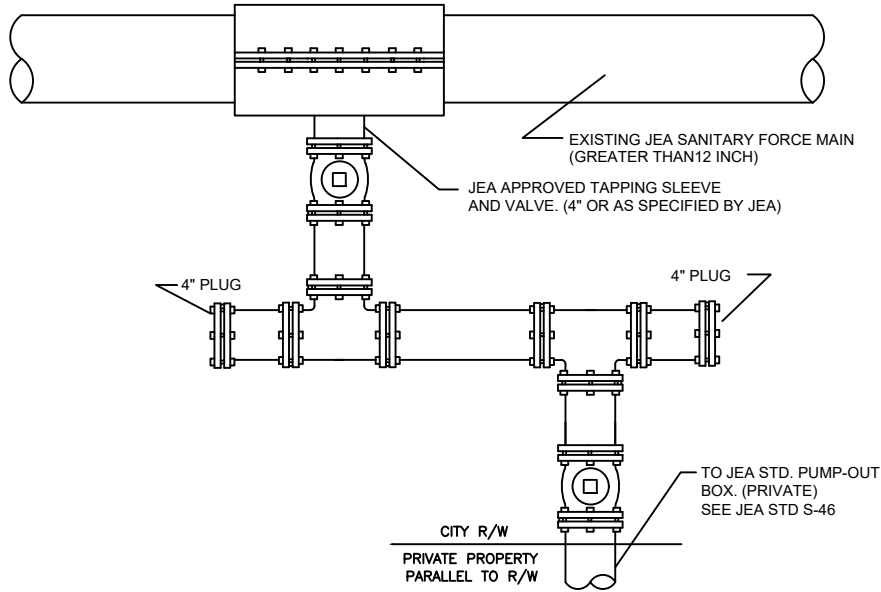 EXISTING JEA SANITARY FORCE MAIN
(GREATER THAN12 INCH)
JEA APPROVED TAPPING SLEEVE
AND VALVE. (4" OR AS SPECIFIED BY JEA)
4" PLUG
4" PLUG
TO JEA STD. PUMP-OUT
BOX. (PRIVATE)
SEE JEA STD S-46
CITY R/W
PRIVATE PROPERTY
PARALLEL TO R/W